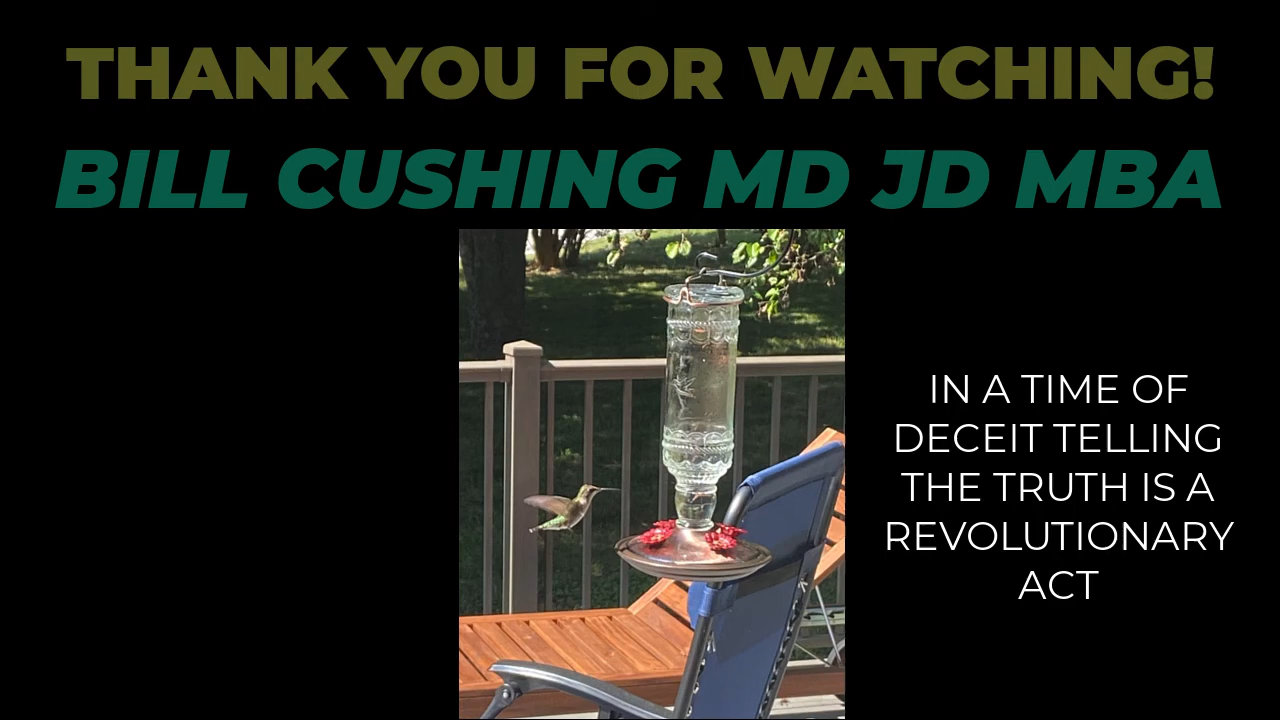 THANK YOU FOR WATCHING!
BILL CUSHING MD JD MBA
IN A TIME OF
DECEIT TELLING
THE TRUTH IS A
REVOLUTIONARY
ACT